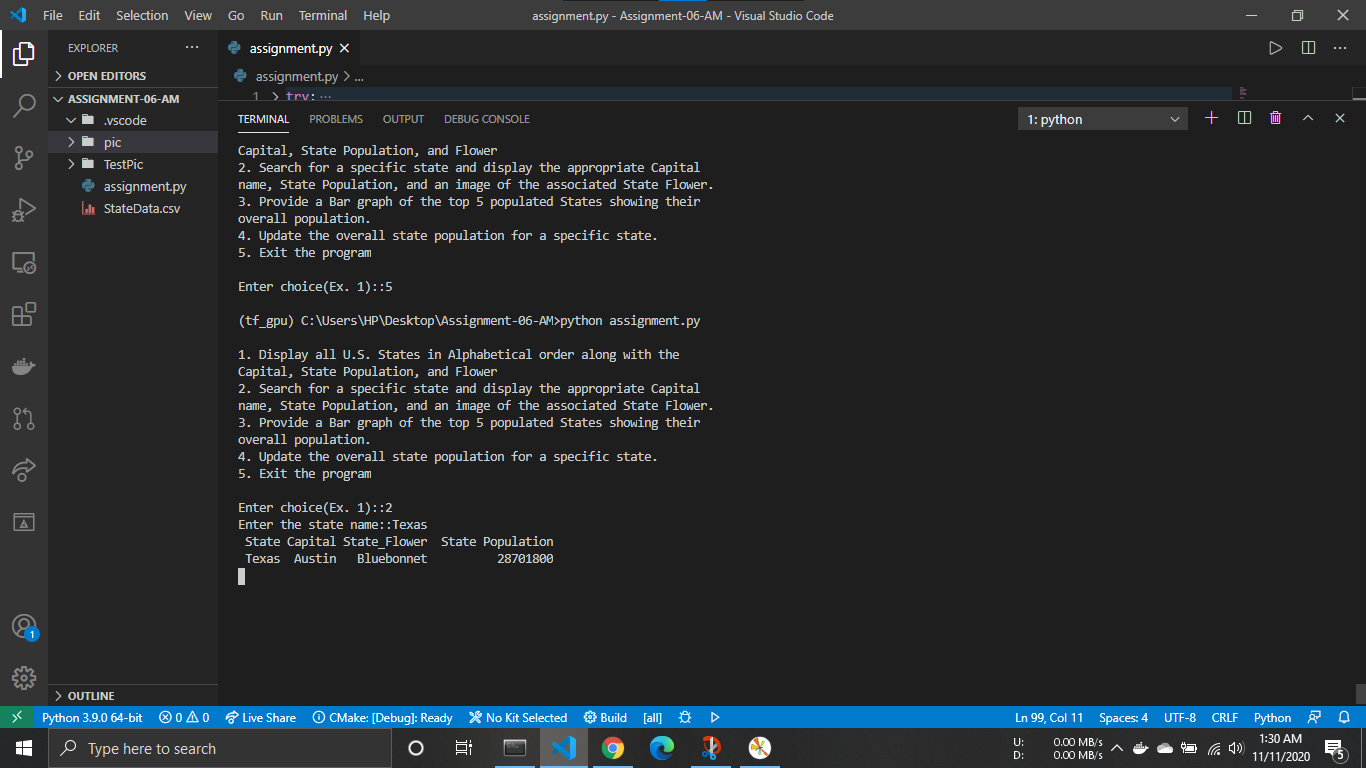 File Edit Selection View Go Run Terminal Help
assignment.py - Assignment-06-AM - Visual Studio Code
EXPLORER
OPEN EDITORS
ASSIGNMENT-06-AM
.vscode
pic
TestPic
assignment.py
StateData.csv
OUTLINE
assignment.py
assignment.py > ...
1 > try: ...
TERMINAL PROBLEMS OUTPUT DEBUG CONSOLE
1: python
Capital, State Population, and Flower
2. Search for a specific state and display the appropriate Capital
name, State Population, and an image of the associated State Flower.
3. Provide a Bar graph of the top 5 populated States showing their
overall population.
4. Update the overall state population for a specific state.
5. Exit the program
Enter choice(Ex. 1)::5
(tf_gpu) C:\Users\HP\Desktop\Assignment-06-AM>python assignment.py
1. Display all U.S. States in Alphabetical order along with the
Capital, State Population, and Flower
2. Search for a specific state and display the appropriate Capital
name, State Population, and an image of the associated State Flower.
3. Provide a Bar graph of the top 5 populated States showing their
overall population.
4. Update the overall state population for a specific state.
5. Exit the program
Enter choice(Ex. 1)::2
Enter the state name::Texas
State Capital State_Flower State Population
Texas Austin Bluebonnet 28701800
1
Python 3.9.0 64-bit 0 0 Live Share CMake: [Debug]: Ready No Kit Selected Build [all] Ln 99, Col 11 Spaces: 4 UTF-8 CRLF Python
Type here to search
U: 0.00 MB/s
D: 0.00 MB/s
1:30 AM
11/11/2020
5